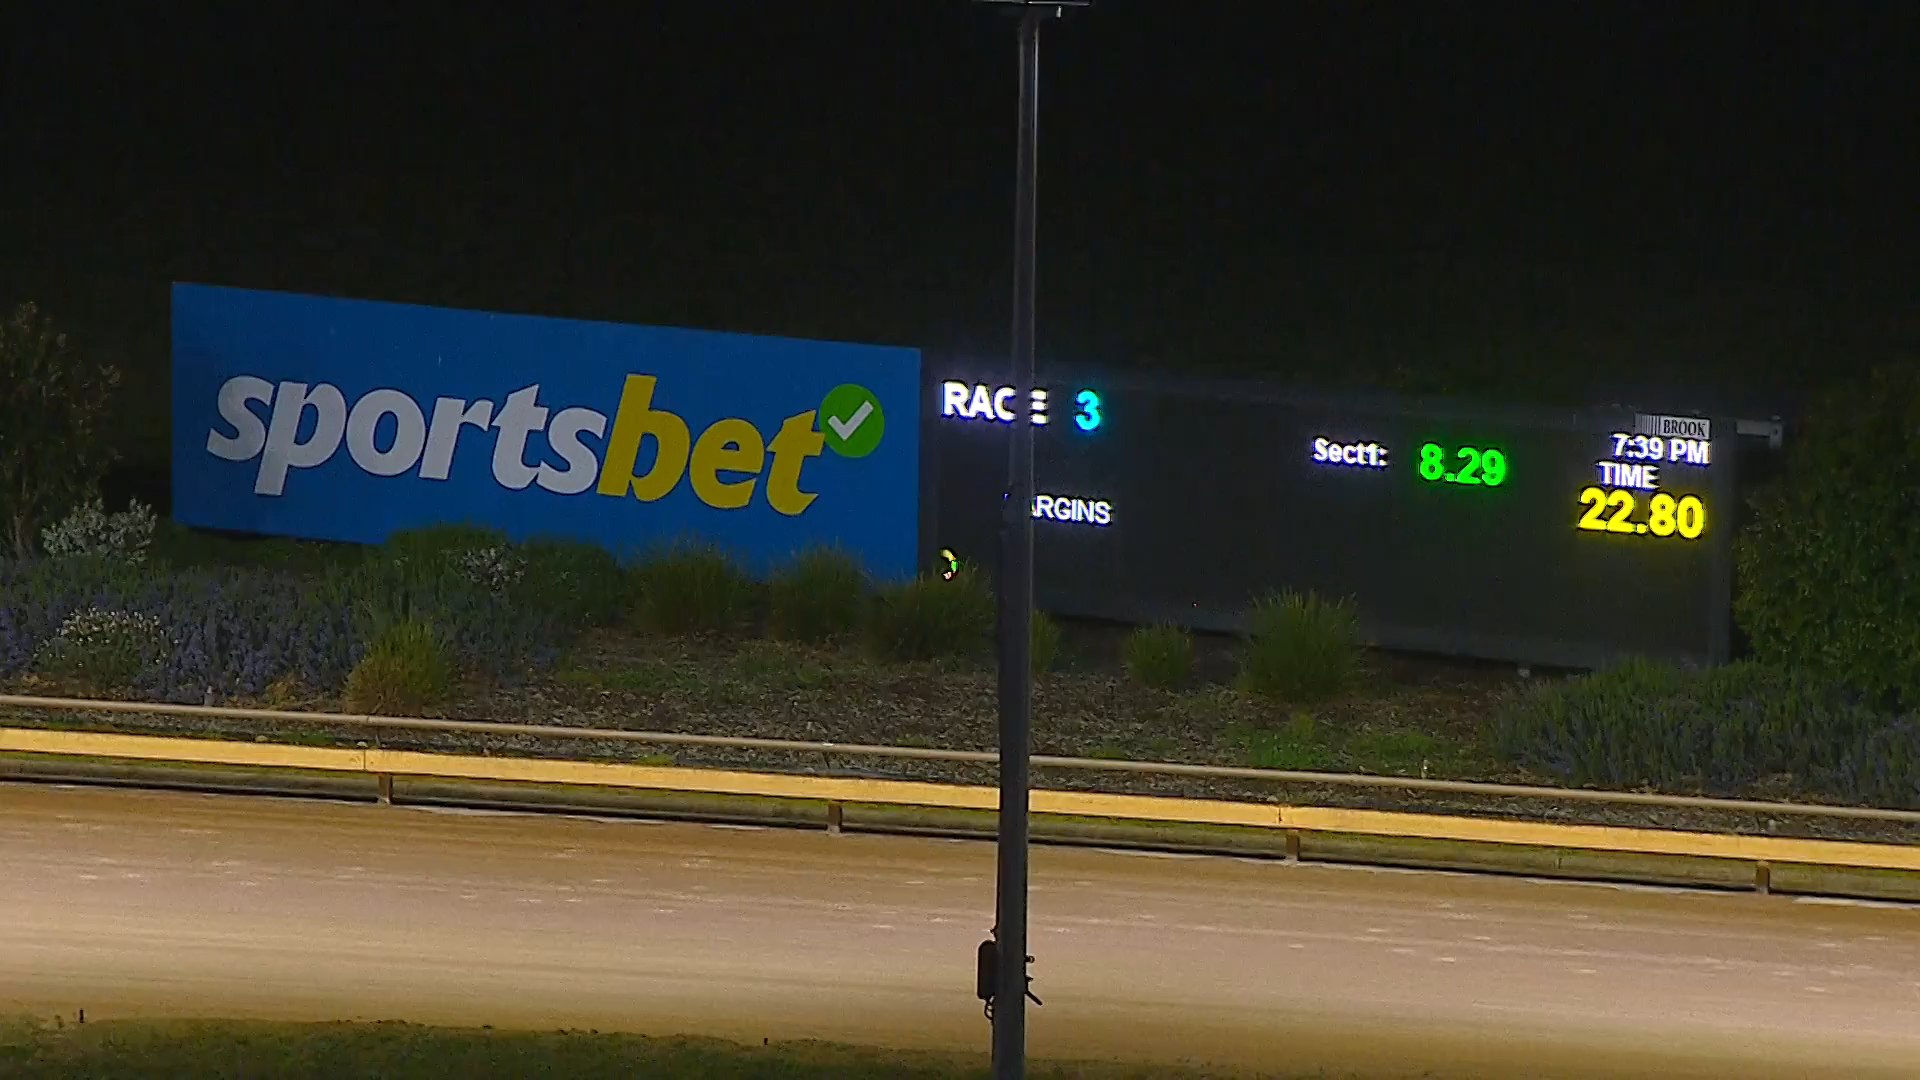 sportsbet
RACE 3
BROOK
7:39 PM
Sect1: 8.29
TIME
22.80
ARGINS